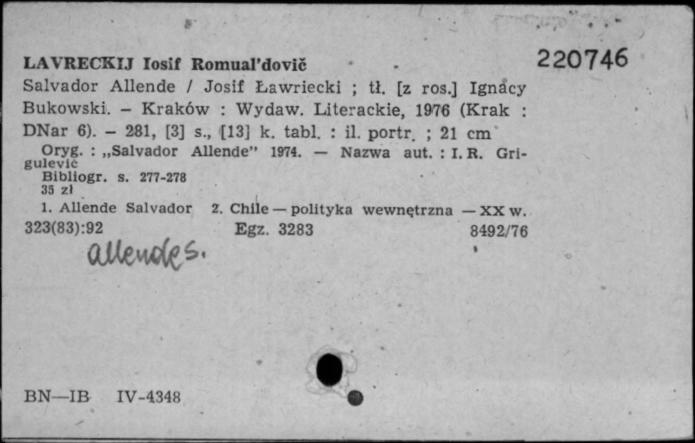 220746
LAVRECKIJ Iosif Romual'dovič
Salvador Allende / Josif Ławriecki ; tł. [z ros.] Ignacy
Bukowski. – Kraków : Wydaw. Literackie, 1976 (Krak :
DNar 6). – 281, [3] s., [13] k. tabl. : il. portr. ; 21 cm
Oryg. : „Salvador Allende” 1974. — Nazwa aut. : I. R. Gri-
gulevič
Bibliogr. s. 277-278
35 zł
1. Allende Salvador 2. Chile — polityka wewnętrzna — XX w.
323(83):92 Egz. 3283 8492/76
allende s.
BN—IB IV-4348